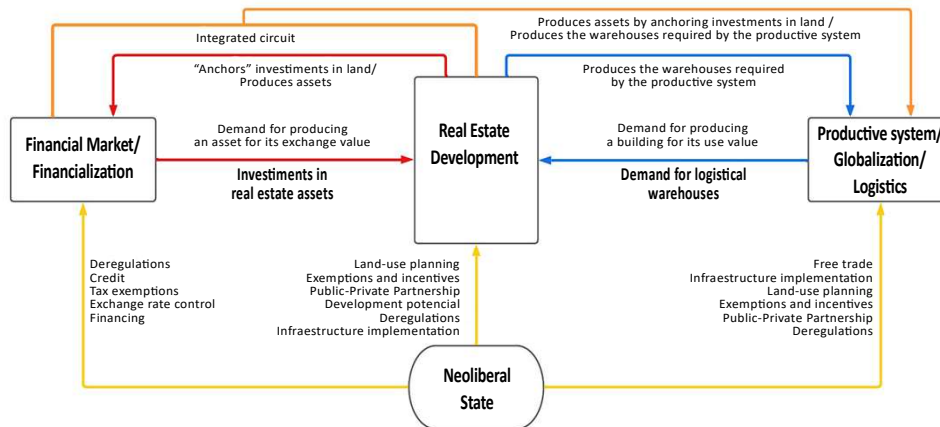 Integrated circuit
Produces assets by anchoring investments in land /
Produces the warehouses required by the productive system
“Anchors” investments in land/
Produces assets
Produces the warehouses required
by the productive system
Financial Market/
Financialization
Demand for producing
an asset for its exchange value
Investments in
real estate assets
Real Estate
Development
Demand for producing
a building for its use value
Demand for logistical
warehouses
Productive system/
Globalization/
Logistics
Deregulations
Credit
Tax exemptions
Exchange rate control
Financing
Land-use planning
Exemptions and incentives
Public-Private Partnership
Development potencial
Deregulations
Infraestructure implementation
Free trade
Infraestructure implementation
Land-use planning
Exemptions and incentives
Public-Private Partnership
Deregulations
Neoliberal
State